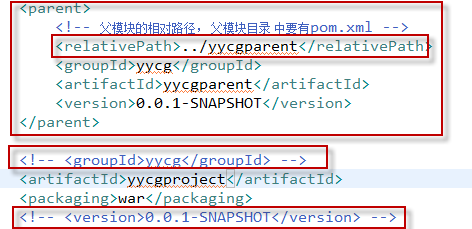 <parent>
<!-- 父模块的相对路径，父模块目录中要有pom.xml -->
<relativePath>../yycgparent</relativePath>
<groupId>yycg</groupId>
<artifactId>yycgparent</artifactId>
<version>0.0.1-SNAPSHOT</version>
</parent>
<!-- <groupId>yycg</groupId> -->
<artifactId>yycgproject</artifactId>
<packaging>war</packaging>
<!-- <version>0.0.1-SNAPSHOT</version> -->